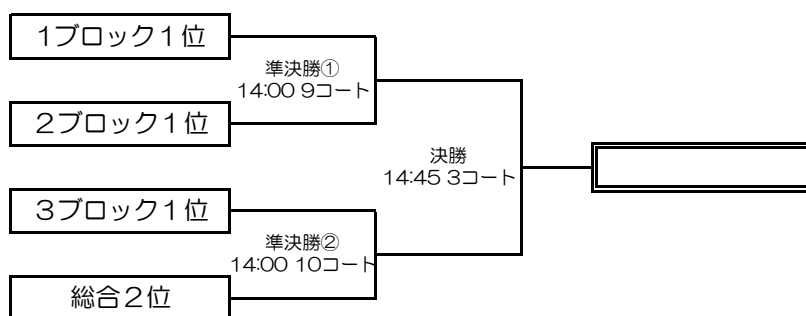 1ブロック1位
準決勝①
14:00 9コート
2ブロック1位
決勝
14:45 3コート
3ブロック1位
準決勝②
14:00 10コート
総合2位